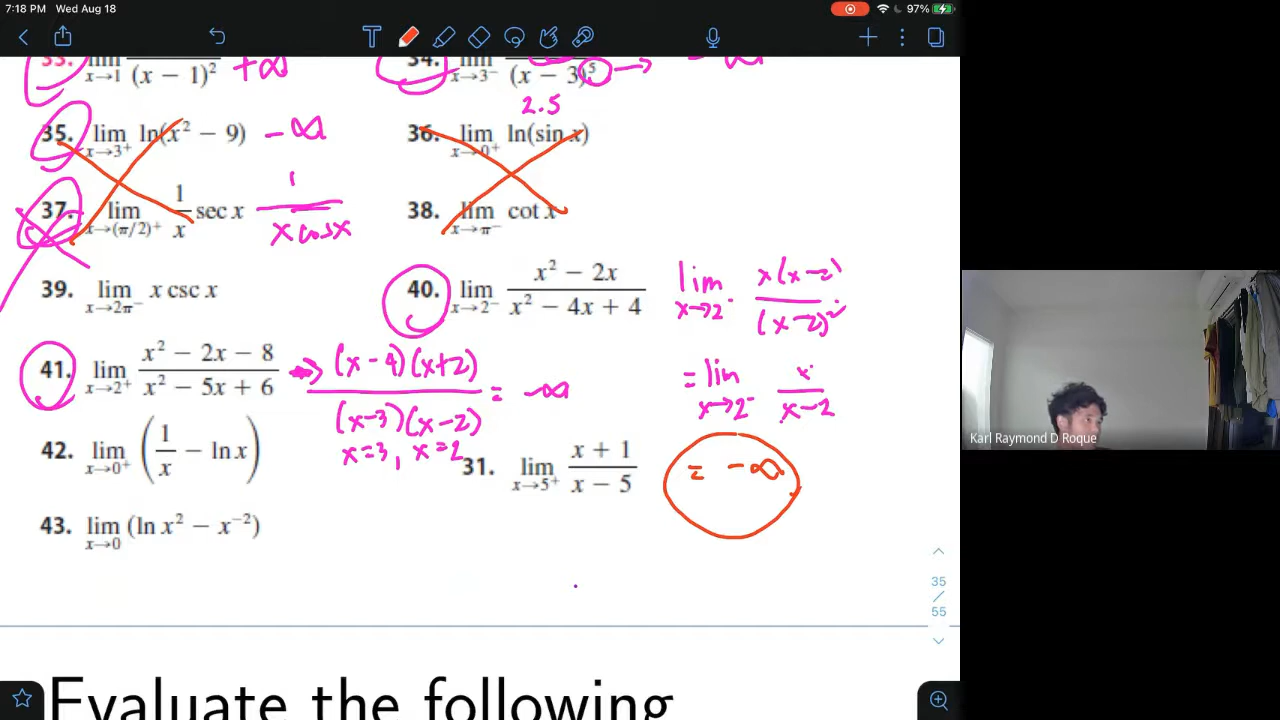 7:18 PM Wed Aug 18
97%
33. lim x→1 (x − 1)² +∞
34. lim x→3⁻ (x − 3)⁵ → − ∞
2.5
35. lim x→3⁺ ln(x² − 9) − ∞
36. lim x→0⁺ ln(sin x)
37. lim x→(π/2)⁺ 1/x sec x 1/(x cosx)
38. lim x→π⁻ cot x
39. lim x→2π⁻ x csc x
40. lim x→2⁻ (x² − 2x)/(x² − 4x + 4) lim x→2⁻ x(x−2)/(x−2)²
= lim x→2⁻ x/(x−2)
= −∞
41. lim x→2⁺ (x² − 2x − 8)/(x² − 5x + 6) → (x−4)(x+2)/(x−3)(x−2) = −∞
x=3, x=2
42. lim x→0⁺ (1/x − ln x)
31. lim x→5⁺ (x + 1)/(x − 5)
43. lim x→0 (ln x² − x⁻²)
35
/
55
Evaluate the following
Karl Raymond D Roque